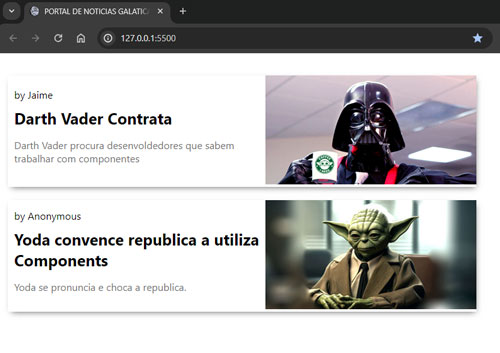 PORTAL DE NOTICIAS GALATIC
127.0.0.1:5500
by Jaime
Darth Vader Contrata
Darth Vader procura desenvoldedores que sabem
trabalhar com componentes
by Anonymous
Yoda convence republica a utiliza
Components
Yoda se pronuncia e choca a republica.